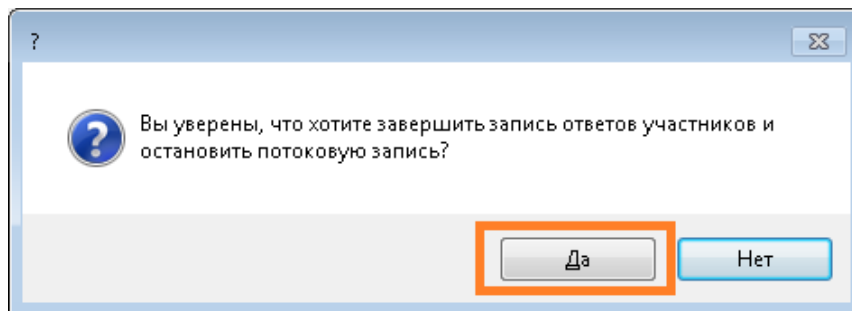 ?
Вы уверены, что хотите завершить запись ответов участников и
остановить потоковую запись?
Да
Нет